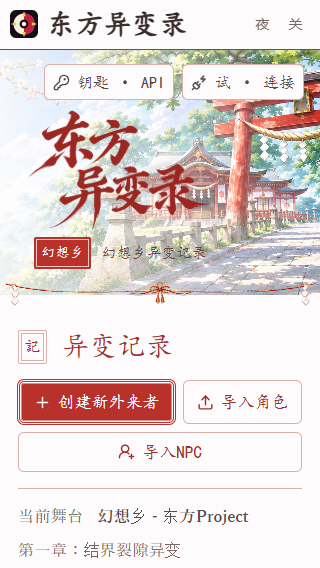 东方异变录 夜 关
钥匙 • API 试 • 连接
东方
异变录
幻想乡 幻想乡异变记录
記 异变记录
创建新外来者 导入角色
导入NPC
当前舞台 幻想乡 - 东方Project
第一章：结界裂隙异变